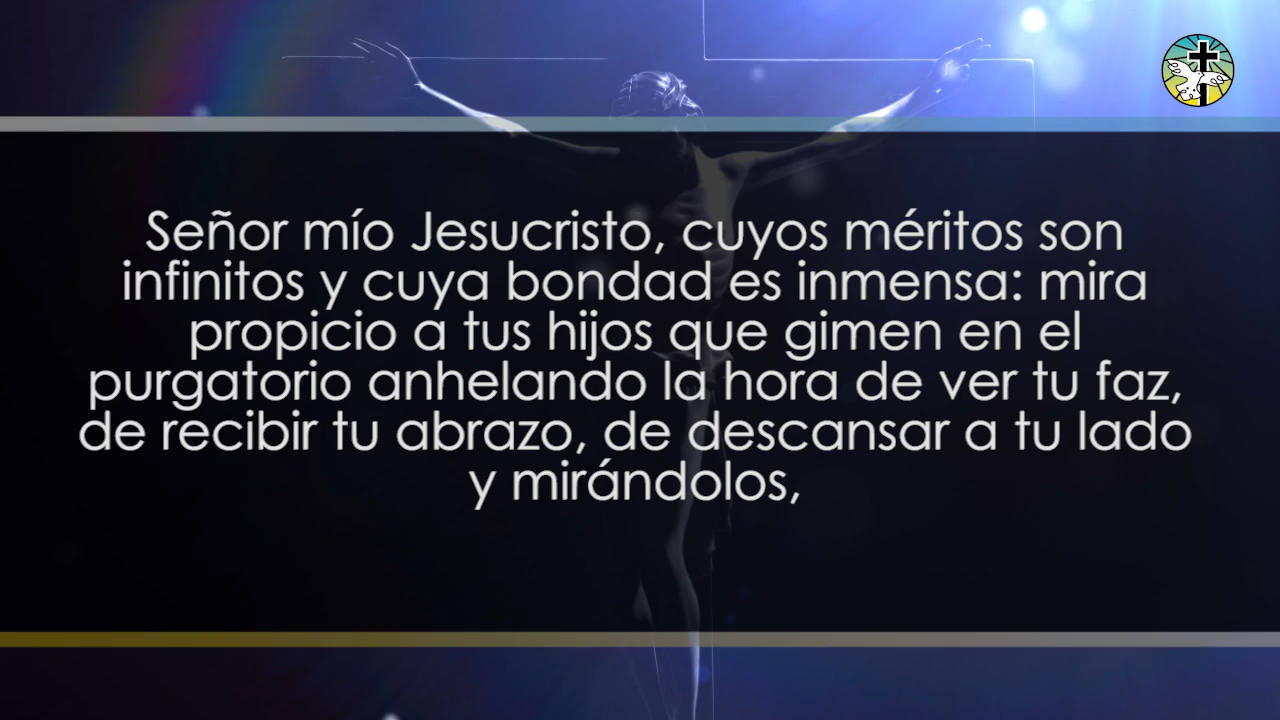 Señor mío Jesucristo, cuyos méritos son
infinitos y cuya bondad es inmensa: mira
propicio a tus hijos que gimen en el
purgatorio anhelando la hora de ver tu faz,
de recibir tu abrazo, de descansar a tu lado
y mirándolos,